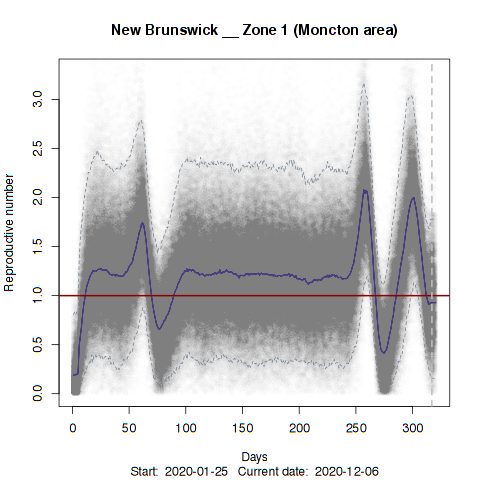 New Brunswick __ Zone 1 (Moncton area)
3.0
2.5
2.0
1.5
1.0
0.5
0.0
Reproductive number
0 50 100 150 200 250 300
Days
Start: 2020-01-25 Current date: 2020-12-06